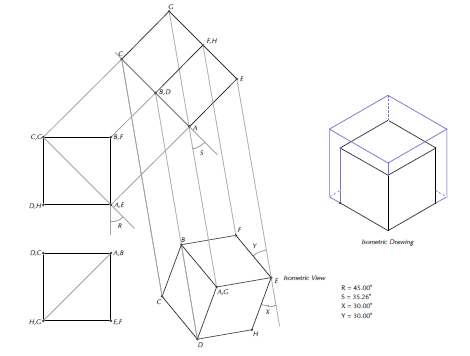 G
F,H
C
E
B,D
A
S
C,G
B,F
D,H
A,E
R
F
B
Y
D,C
A,B
E
Isometric View
A,G
C
X
H,G
E,F
H
D
Isometric Drawing
R = 45.00°
S = 35.26°
X = 30.00°
Y = 30.00°